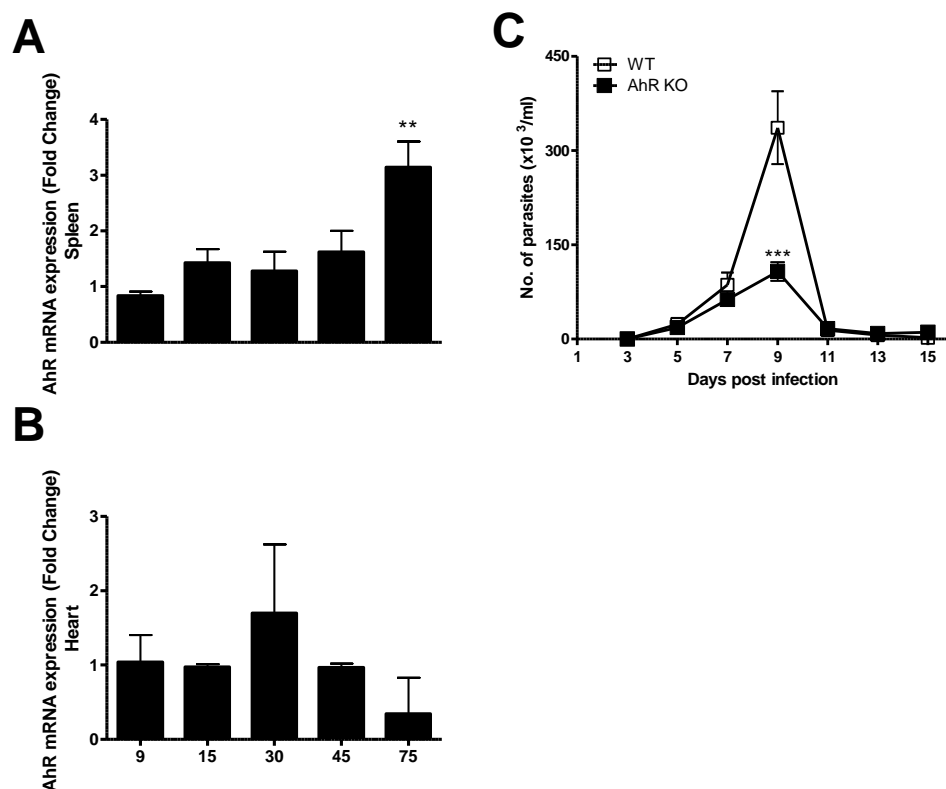 A
AhR mRNA expression (Fold Change)
Spleen
4
3
2
1
0
**
B
AhR mRNA expression (Fold Change)
Heart
3
2
1
0
9 15 30 45 75
C
WT
AhR KO
No. of parasites (x10 ³/ml)
450
300
150
0
***
1 3 5 7 9 11 13 15
Days post infection